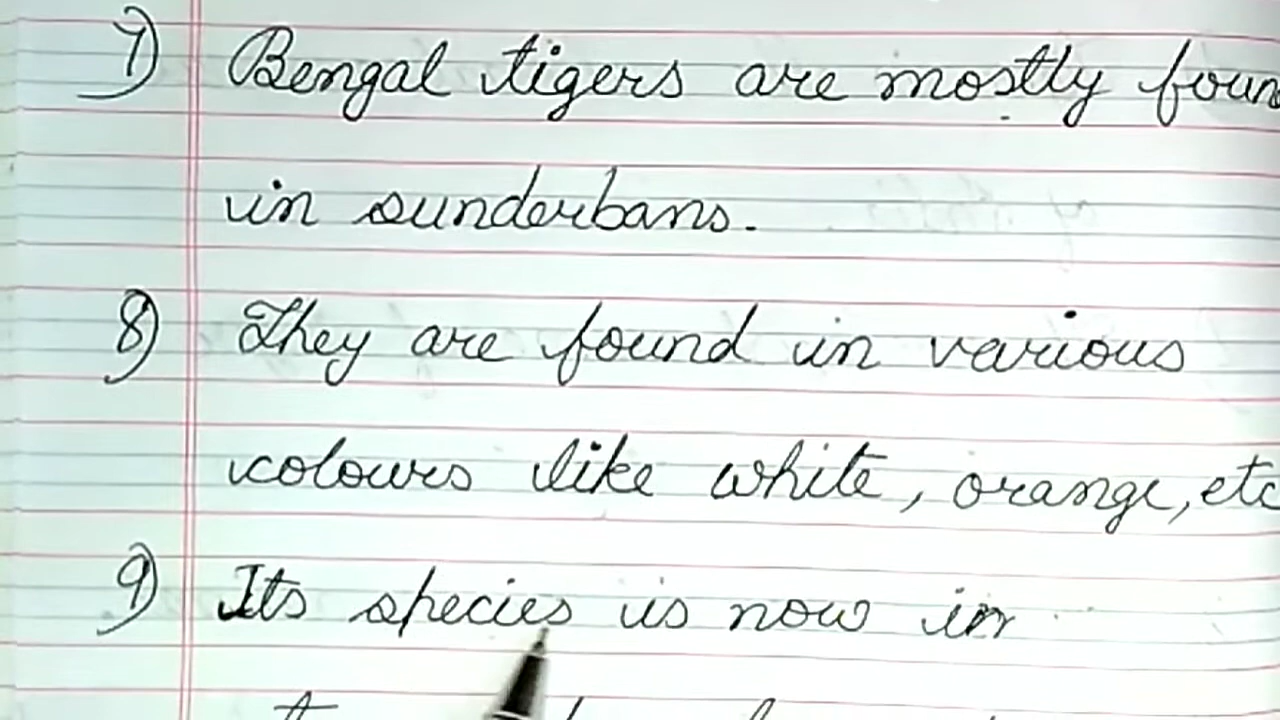 7) Bengal tigers are mostly foun
in sunderbans.
8) They are found in various
colours like white, orange, etc
9) Its species is now in